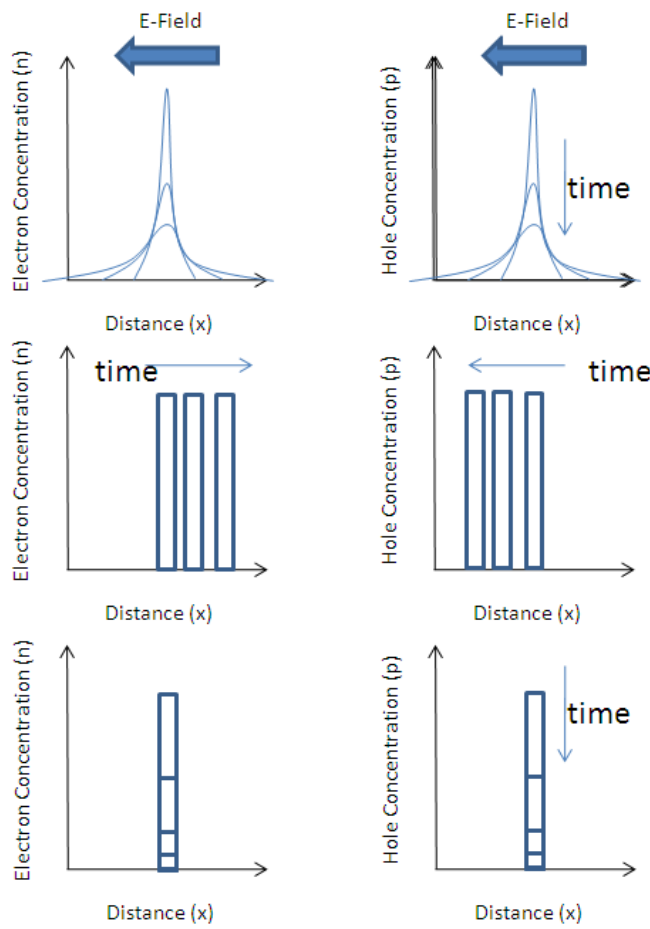 E-Field
E-Field
Electron Concentration (n)
Hole Concentration (p)
time
Distance (x)
Distance (x)
Electron Concentration (n)
time
Hole Concentration (p)
time
Distance (x)
Distance (x)
Electron Concentration (n)
Hole Concentration (p)
time
Distance (x)
Distance (x)